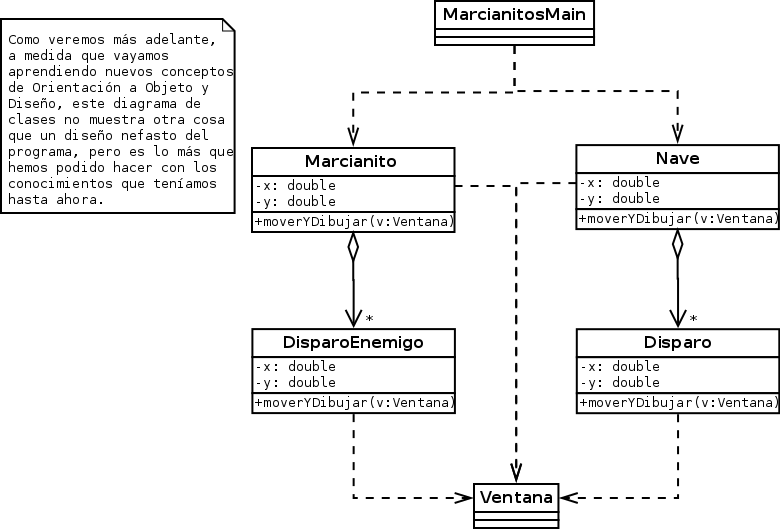 MarcianitosMain
Como veremos más adelante,
a medida que vayamos
aprendiendo nuevos conceptos
de Orientación a Objeto y
Diseño, este diagrama de
clases no muestra otra cosa
que un diseño nefasto del
programa, pero es lo más que
hemos podido hacer con los
conocimientos que teníamos
hasta ahora.
Marcianito
-x: double
-y: double
+moverYDibujar(v:Ventana)
Nave
-x: double
-y: double
+moverYDibujar(v:Ventana)
*
*
DisparoEnemigo
-x: double
-y: double
+moverYDibujar(v:Ventana)
Disparo
-x: double
-y: double
+moverYDibujar(v:Ventana)
Ventana